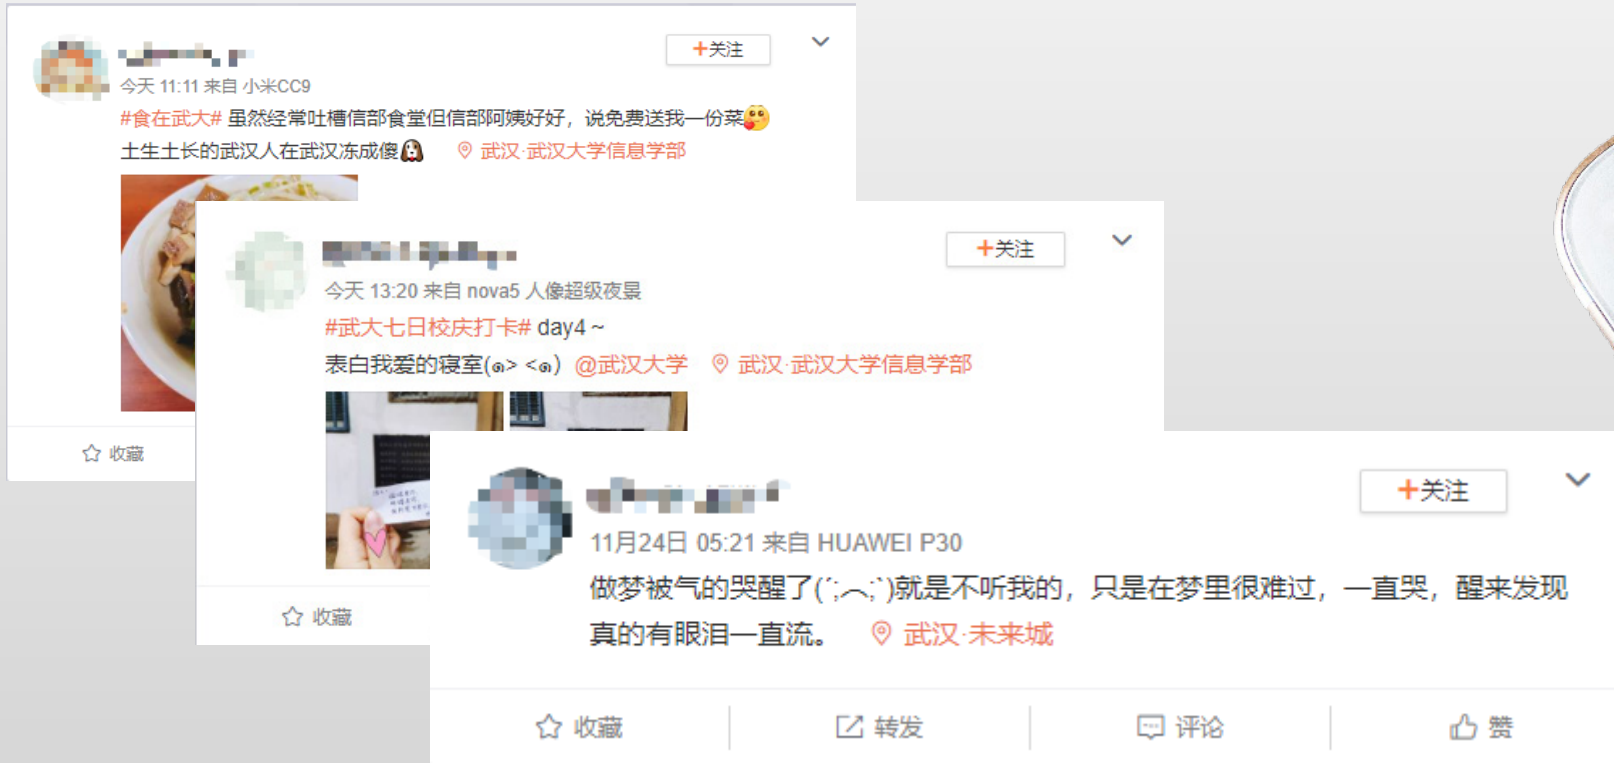 +关注
今天 11:11 来自 小米CC9
#食在武大# 虽然经常吐槽信部食堂但信部阿姨好好，说免费送我一份菜
土生土长的武汉人在武汉冻成傻 武汉·武汉大学信息学部
收藏
+关注
今天 13:20 来自 nova5 人像超级夜景
#武大七日校庆打卡# day4 ~
表白我爱的寝室(๑> <๑) @武汉大学 武汉·武汉大学信息学部
收藏
+关注
11月24日 05:21 来自 HUAWEI P30
做梦被气的哭醒了(´;︵;`)就是不听我的，只是在梦里很难过，一直哭，醒来发现
真的有眼泪一直流。 武汉·未来城
收藏 转发 评论 赞